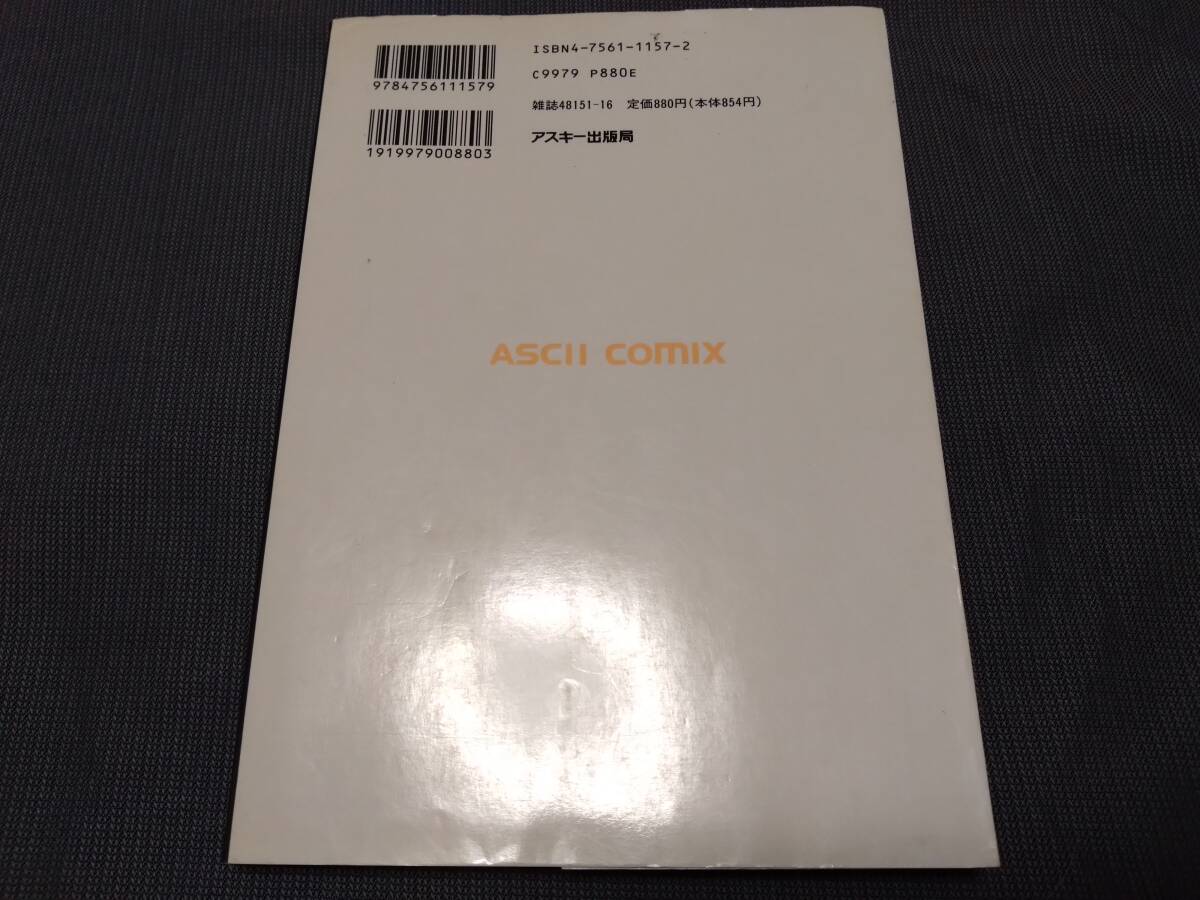 ISBN4-7561-1157-2
9784756111579
C9979 P880E
雑誌48151-16 定価880円(本体854円)
1919979008803
アスキー出版局
ASCII COMIX